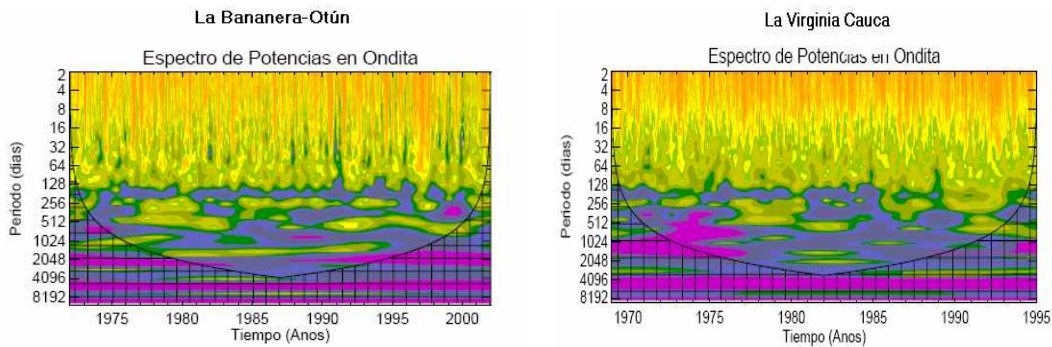 La Bananera-Otún
Espectro de Potencias en Ondita
Periodo (días)
2
4
8
16
32
64
128
256
512
1024
2048
4096
8192
1975 1980 1985 1990 1995 2000
Tiempo (Anos)
La Virginia Cauca
Espectro de Potencias en Ondita
Periodo (días)
2
4
8
16
32
64
128
256
512
1024
2048
4096
8192
1970 1975 1980 1985 1990 1995
Tiempo (Anos)